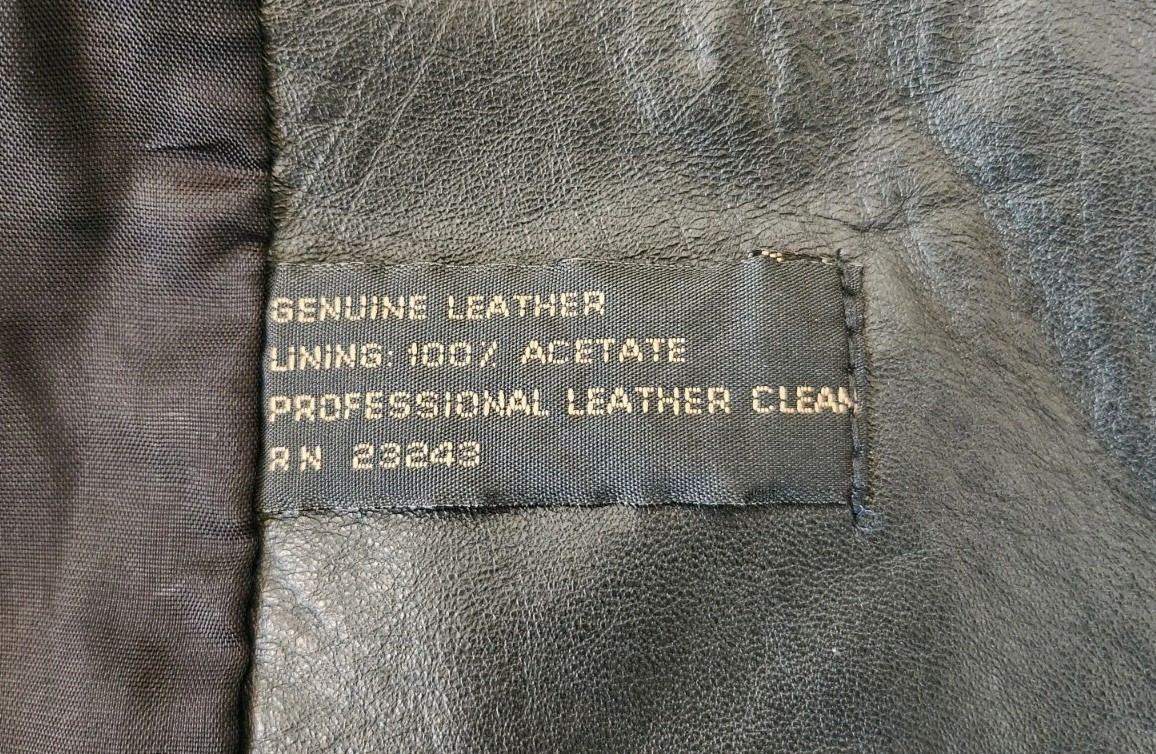 GENUINE LEATHER
LINING: 100% ACETATE
PROFESSIONAL LEATHER CLEAN
RN 23243